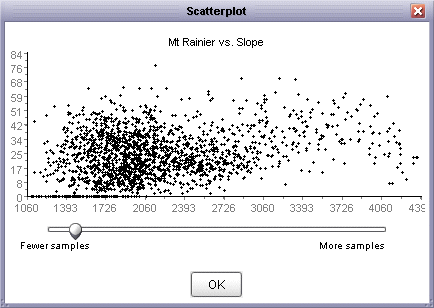 Scatterplot
Mt Rainier vs. Slope
84
76
68
59
51
42
34
25
17
8
0
1060 1393 1726 2060 2393 2726 3060 3393 3726 4060 439
Fewer samples More samples
OK